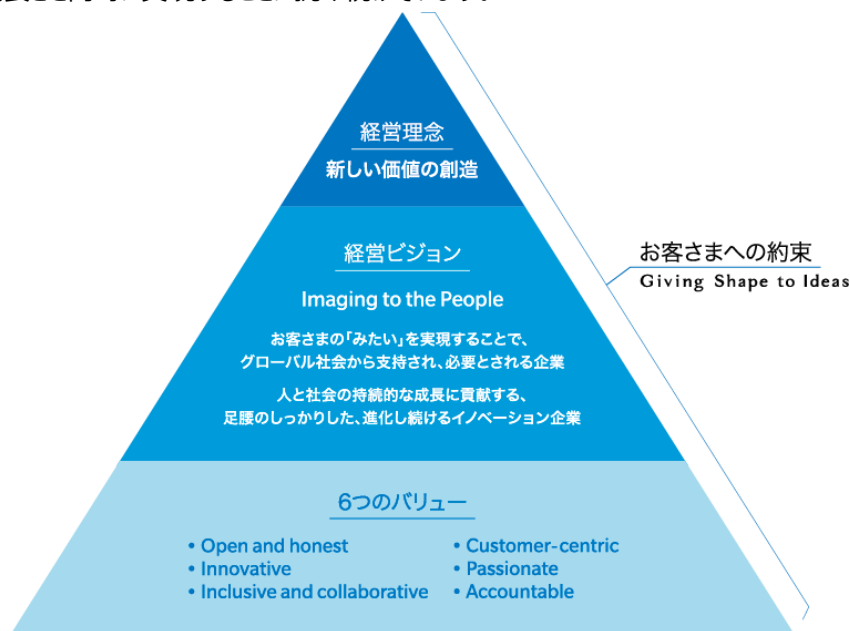 経営理念
新しい価値の創造
経営ビジョン
Imaging to the People
お客さまの「みたい」を実現することで、
グローバル社会から支持され、必要とされる企業
人と社会の持続的な成長に貢献する、
足腰のしっかりした、進化し続けるイノベーション企業
お客さまへの約束
Giving Shape to Ideas
6つのバリュー
• Open and honest
• Innovative
• Inclusive and collaborative
• Customer-centric
• Passionate
• Accountable